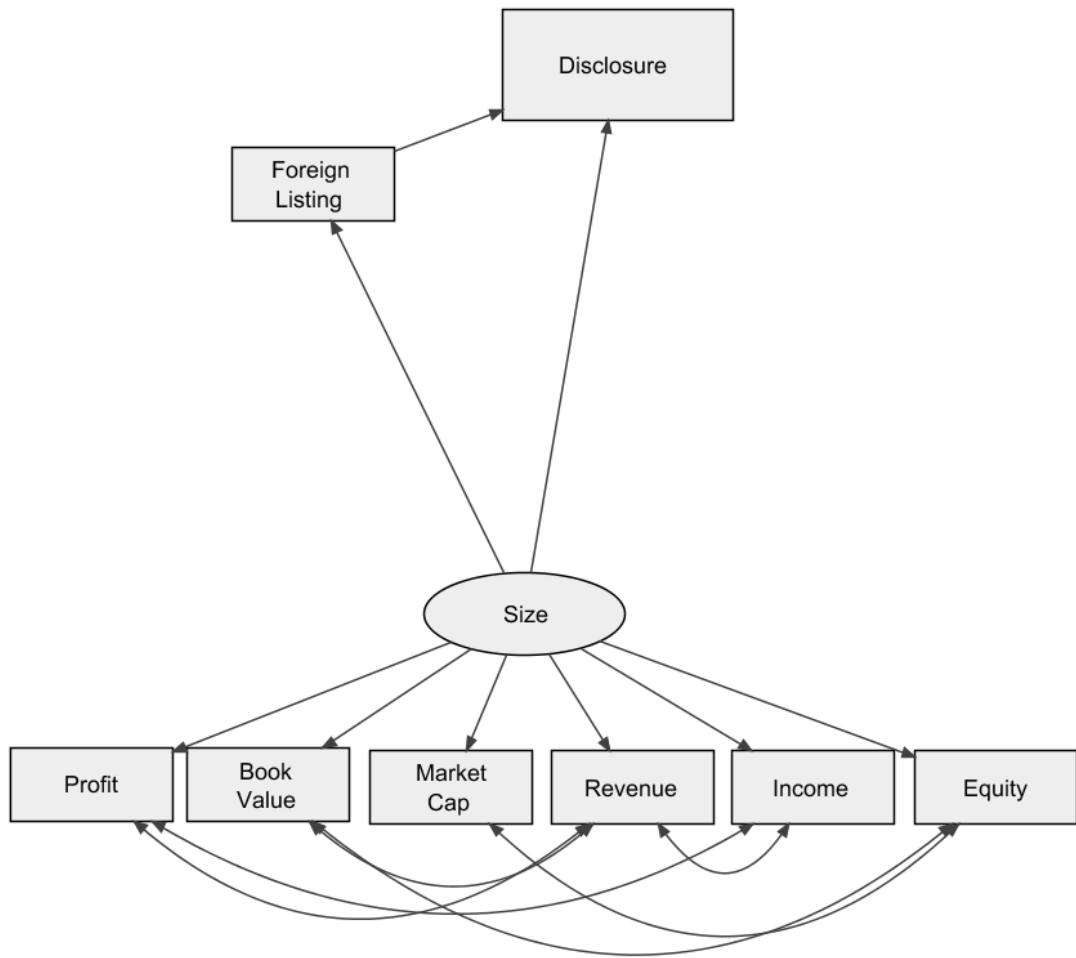 Disclosure
Foreign
Listing
Size
Profit
Book
Value
Market
Cap
Revenue
Income
Equity